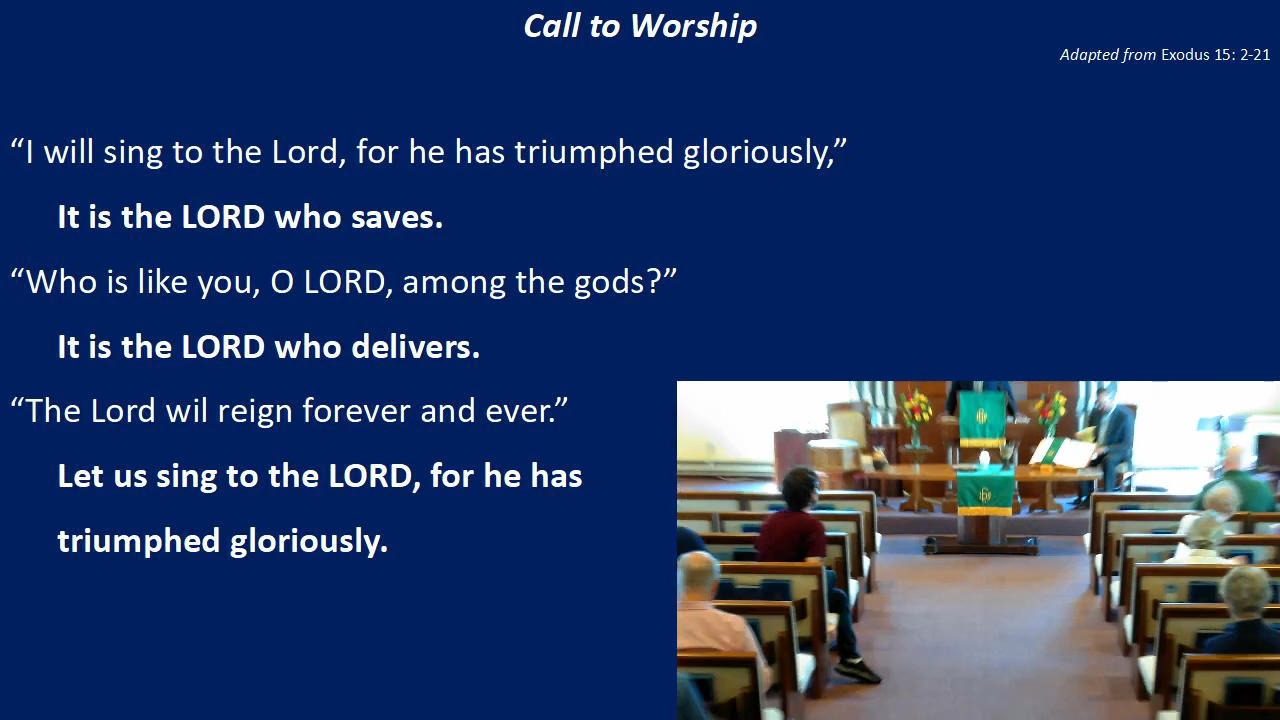 Call to Worship
Adapted from Exodus 15: 2-21
“I will sing to the Lord, for he has triumphed gloriously,”
It is the LORD who saves.
“Who is like you, O LORD, among the gods?”
It is the LORD who delivers.
“The Lord wil reign forever and ever.”
Let us sing to the LORD, for he has
triumphed gloriously.